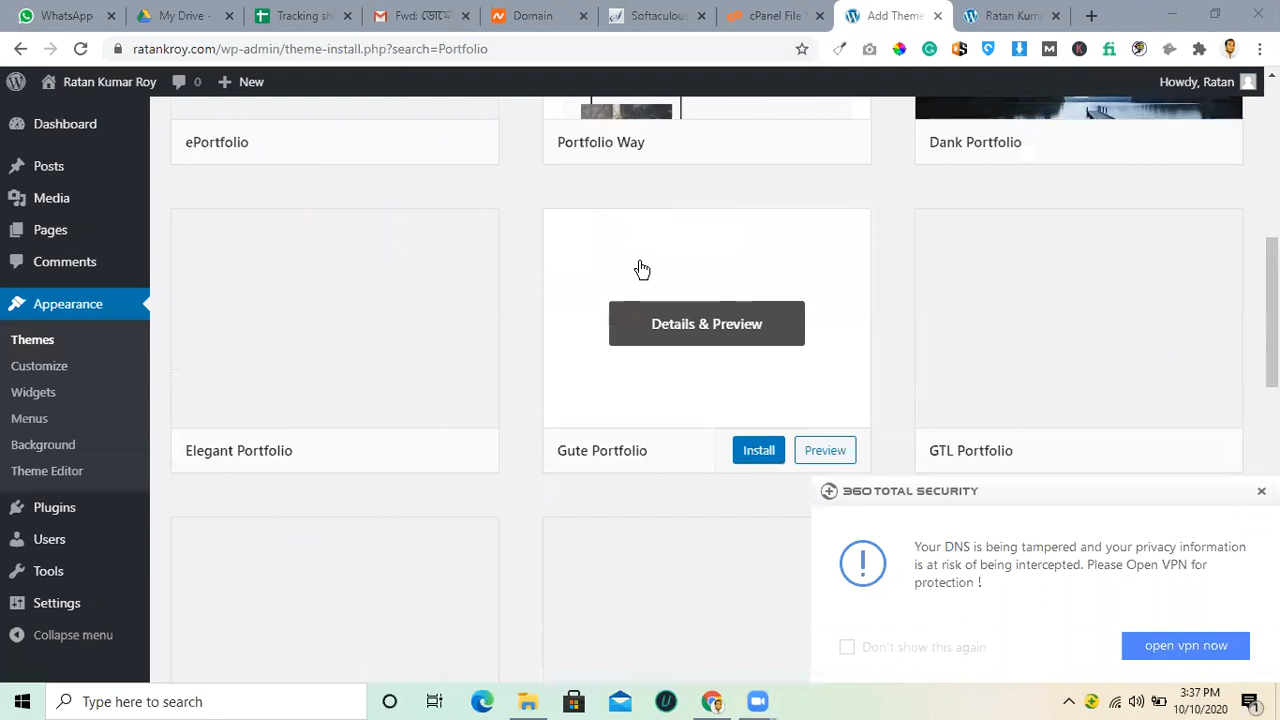 WhatsApp
My Drive -
Tracking sh
Fwd: CGIC
Domain
Softaculous
cPanel File
Add Theme
Ratan Kum
ratankroy.com/wp-admin/theme-install.php?search=Portfolio
Ratan Kumar Roy
0
New
Howdy, Ratan
Dashboard
Posts
Media
Pages
Comments
Appearance
Themes
Customize
Widgets
Menus
Background
Theme Editor
Plugins
Users
Tools
Settings
Collapse menu
ePortfolio
Portfolio Way
Dank Portfolio
Details & Preview
Elegant Portfolio
Gute Portfolio
Install
Preview
GTL Portfolio
360 TOTAL SECURITY
Your DNS is being tampered and your privacy information
is at risk of being intercepted. Please Open VPN for
protection !
Don't show this again
open vpn now
Type here to search
3:37 PM
10/10/2020
1